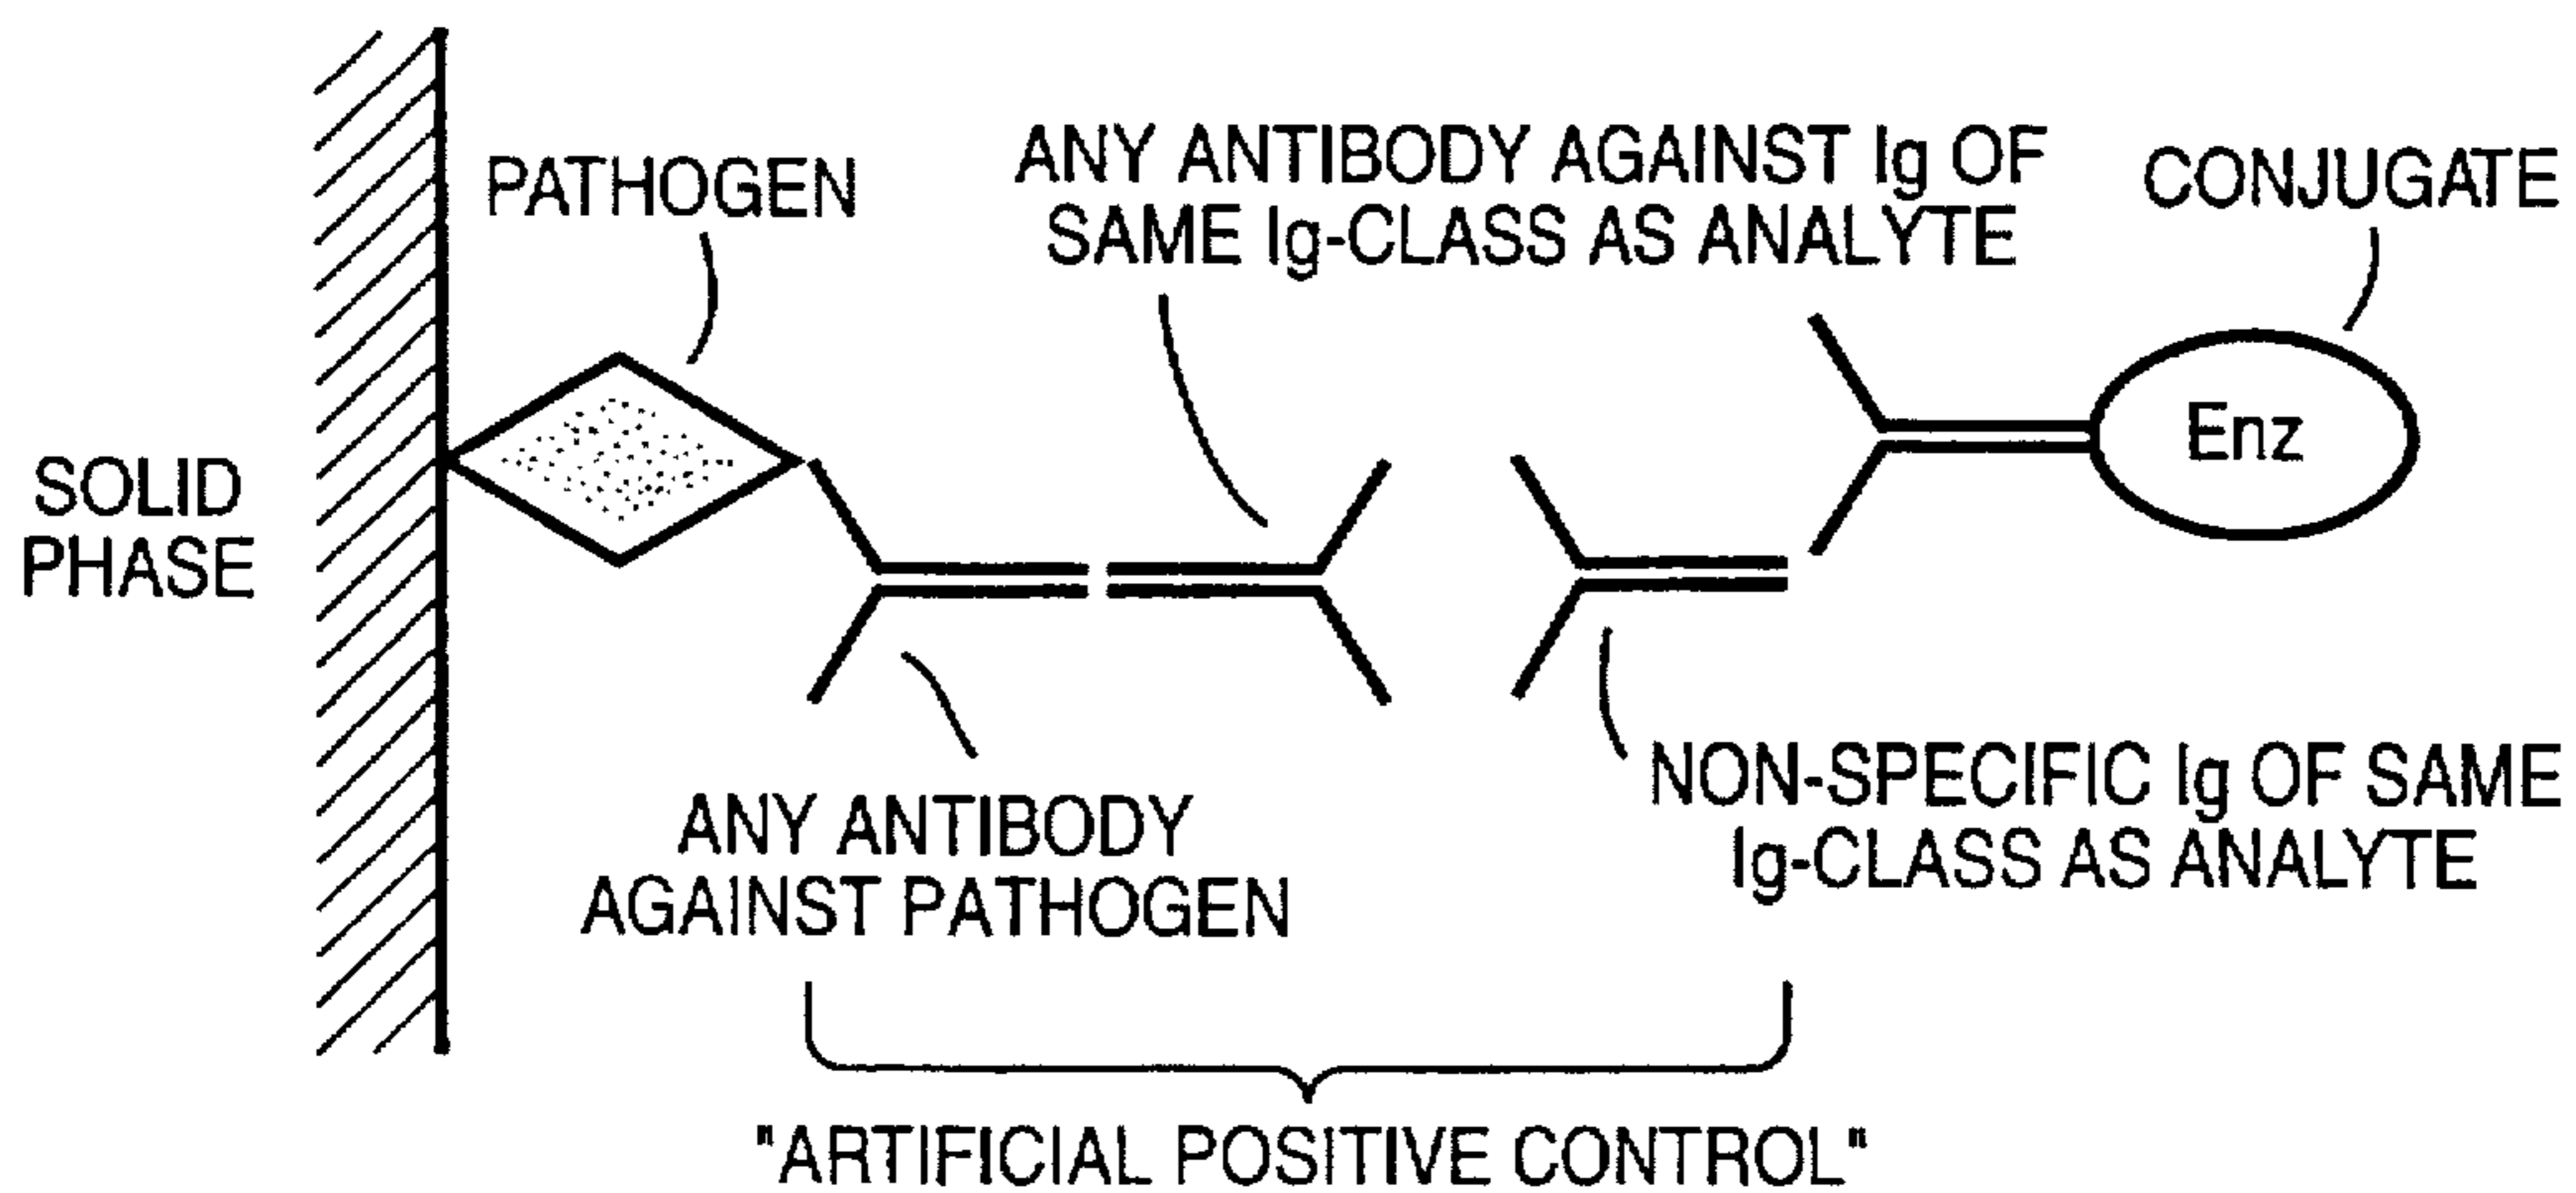 PATHOGEN
ANY ANTIBODY AGAINST Ig OF
SAME Ig-CLASS AS ANALYTE
CONJUGATE
SOLID
PHASE
Enz
ANY ANTIBODY
AGAINST PATHOGEN
NON-SPECIFIC Ig OF SAME
Ig-CLASS AS ANALYTE
"ARTIFICIAL POSITIVE CONTROL"